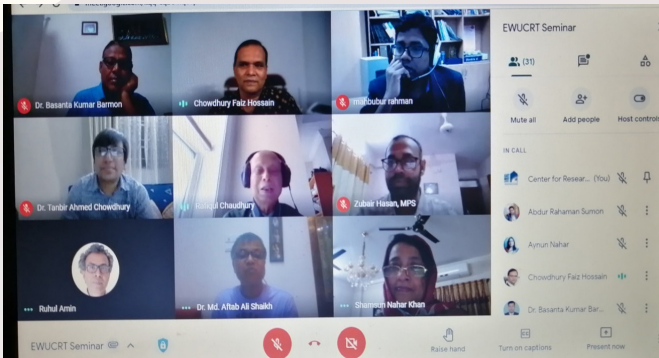 EWUCRT Seminar
(31)
Dr. Basanta Kumar Barmon
Chowdhury Faiz Hossain
mahbubur rahman
Mute all
Add people
Host controls
IN CALL
Dr. Tanbir Ahmed Chowdhury
Chaudhury
Zubair Hasan, MPS
Center for Resear... (You)
Abdur Rahaman Sumon
Aynun Nahar
Chowdhury Faiz Hossain
Dr. Basanta Kumar Bar...
Ruhul Amin
Dr. Md. Aftab Ali Shaikh
Shamsun Nahar Khan
EWUCRT Seminar
Raise hand
Turn on captions
Present now